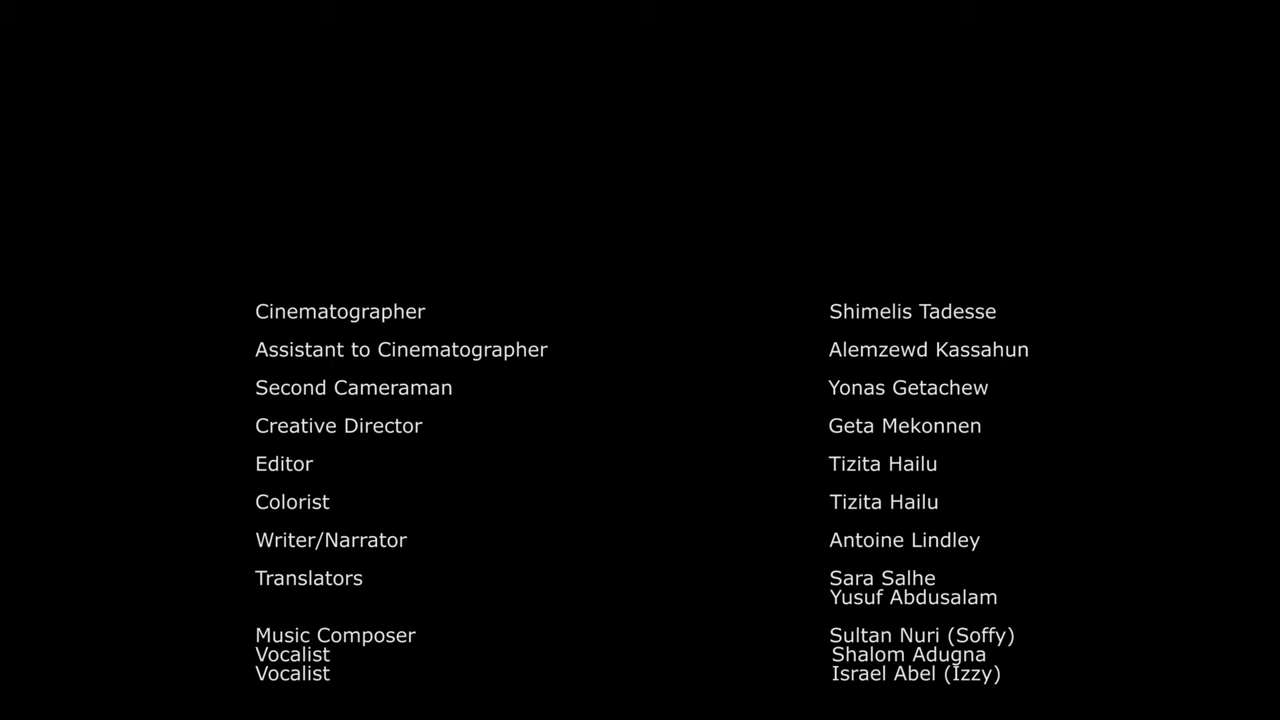 Cinematographer Shimelis Tadesse
Assistant to Cinematographer Alemzewd Kassahun
Second Cameraman Yonas Getachew
Creative Director Geta Mekonnen
Editor Tizita Hailu
Colorist Tizita Hailu
Writer/Narrator Antoine Lindley
Translators Sara Salhe
Yusuf Abdusalam
Music Composer Sultan Nuri (Soffy)
Vocalist Shalom Adugna
Vocalist Israel Abel (Izzy)